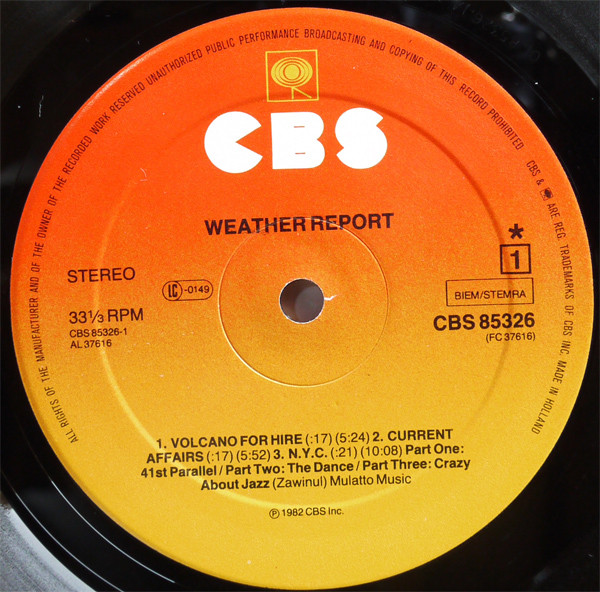 ALL RIGHTS OF THE MANUFACTURER AND OF THE OWNER OF THE RECORDED WORK RESERVED UNAUTHORIZED PUBLIC PERFORMANCE BROADCASTING AND COPYING OF THIS RECORD PROHIBITED
CBS & ARE REG. TRADEMARKS OF CBS INC. MADE IN HOLLAND
CBS
WEATHER REPORT
*
1
STEREO
LC -0149
BIEM/STEMRA
33⅓ RPM
CBS 85326
CBS 85326-1
(FC 37616)
AL 37616
1. VOLCANO FOR HIRE (:17) (5:24) 2. CURRENT
AFFAIRS (:17) (5:52) 3. N.Y.C. (:21) (10:08) Part One:
41st Parallel / Part Two: The Dance / Part Three: Crazy
About Jazz (Zawinul) Mulatto Music
℗ 1982 CBS Inc.